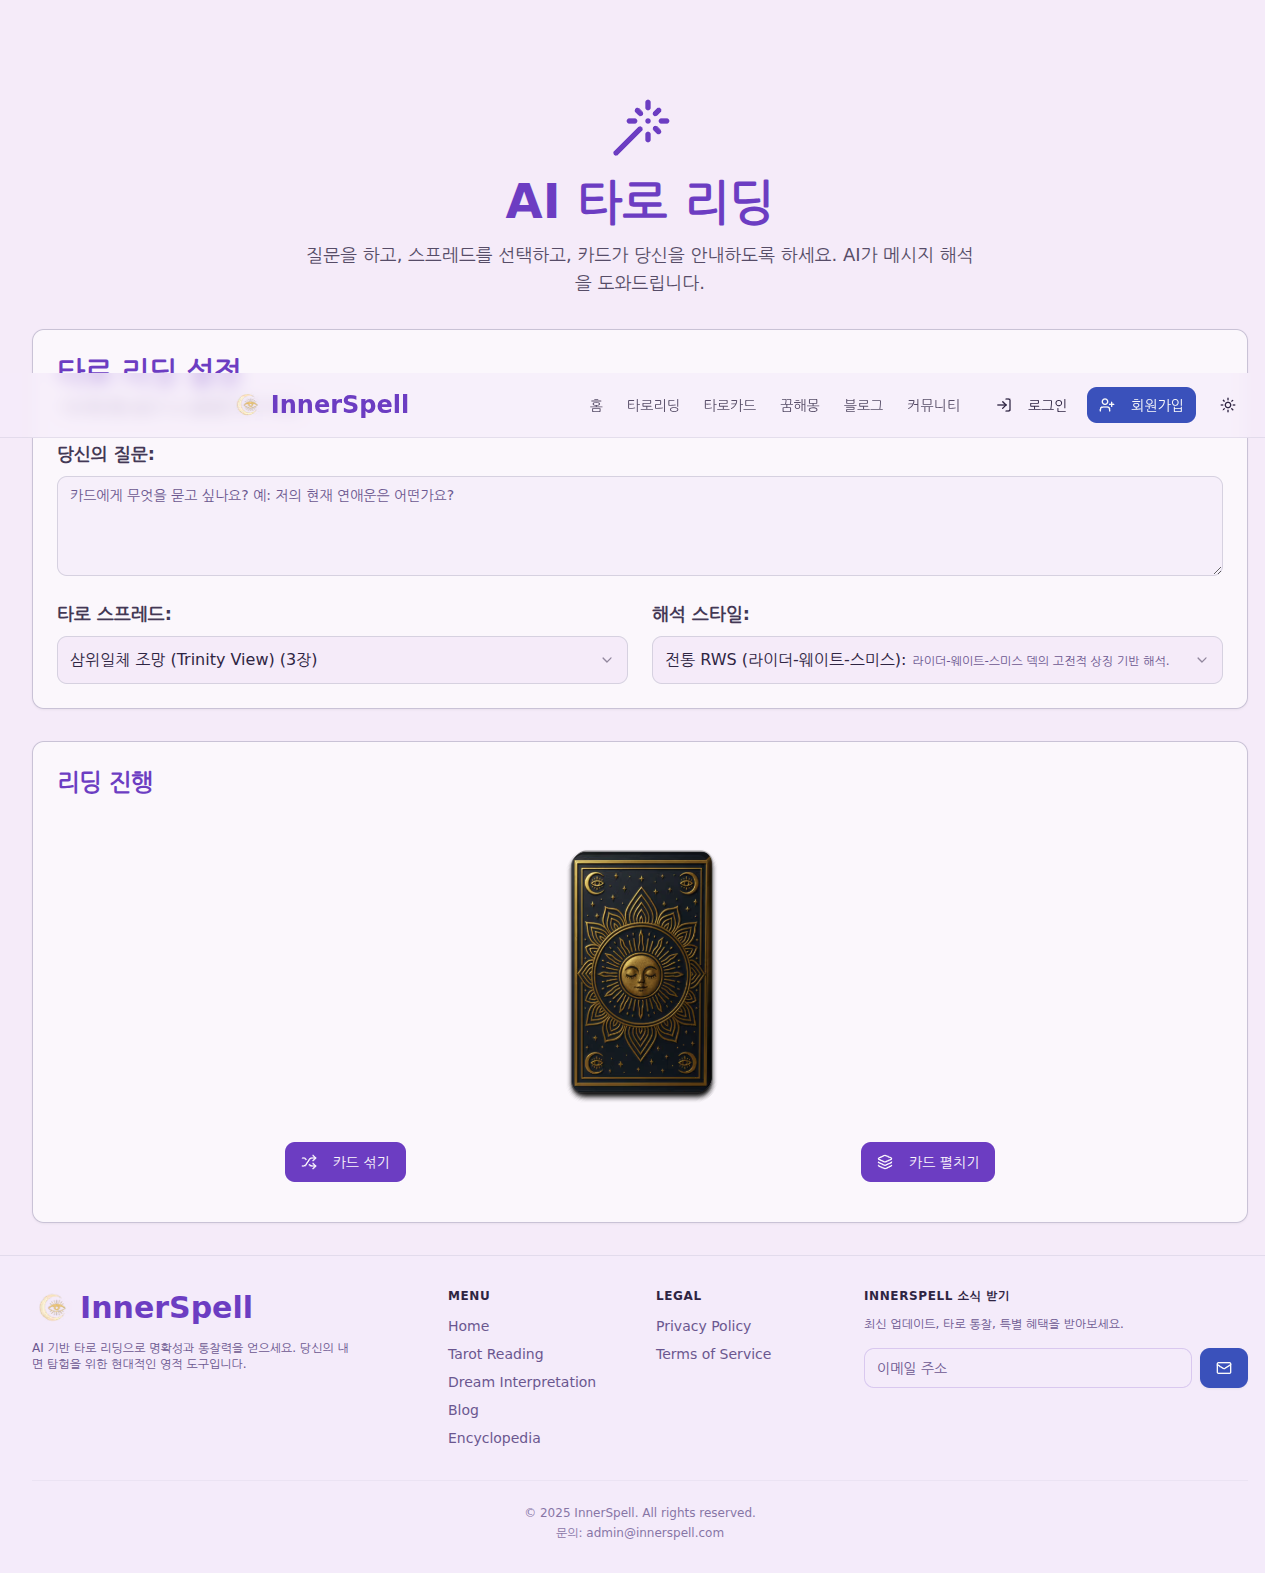 AI 타로 리딩
질문을 하고, 스프레드를 선택하고, 카드가 당신을 안내하도록 하세요. AI가 메시지 해석
을 도와드립니다.
타로 리딩 설정
InnerSpell
홈
타로리딩
타로카드
꿈해몽
블로그
커뮤니티
로그인
회원가입
당신의 질문:
카드에게 무엇을 묻고 싶나요? 예: 저의 현재 연애운은 어떤가요?
타로 스프레드:
삼위일체 조망 (Trinity View) (3장)
해석 스타일:
전통 RWS (라이더-웨이트-스미스): 라이더-웨이트-스미스 덱의 고전적 상징 기반 해석.
리딩 진행
카드 섞기
카드 펼치기
InnerSpell
AI 기반 타로 리딩으로 명확성과 통찰력을 얻으세요. 당신의 내
면 탐험을 위한 현대적인 영적 도구입니다.
MENU
Home
Tarot Reading
Dream Interpretation
Blog
Encyclopedia
LEGAL
Privacy Policy
Terms of Service
INNERSPELL 소식 받기
최신 업데이트, 타로 통찰, 특별 혜택을 받아보세요.
이메일 주소
© 2025 InnerSpell. All rights reserved.
문의: admin@innerspell.com